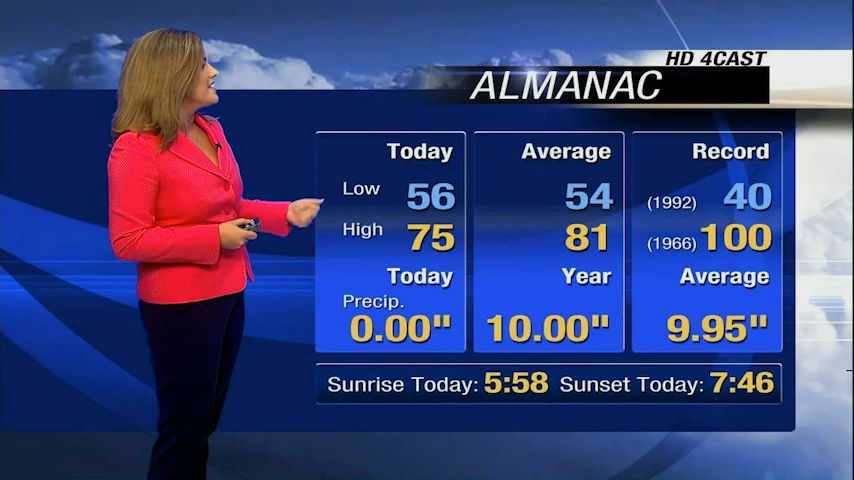 HD 4CAST
ALMANAC
Today Average Record
Low 56 54 (1992) 40
High 75 81 (1966) 100
Today Year Average
Precip.
0.00" 10.00" 9.95"
Sunrise Today: 5:58 Sunset Today: 7:46